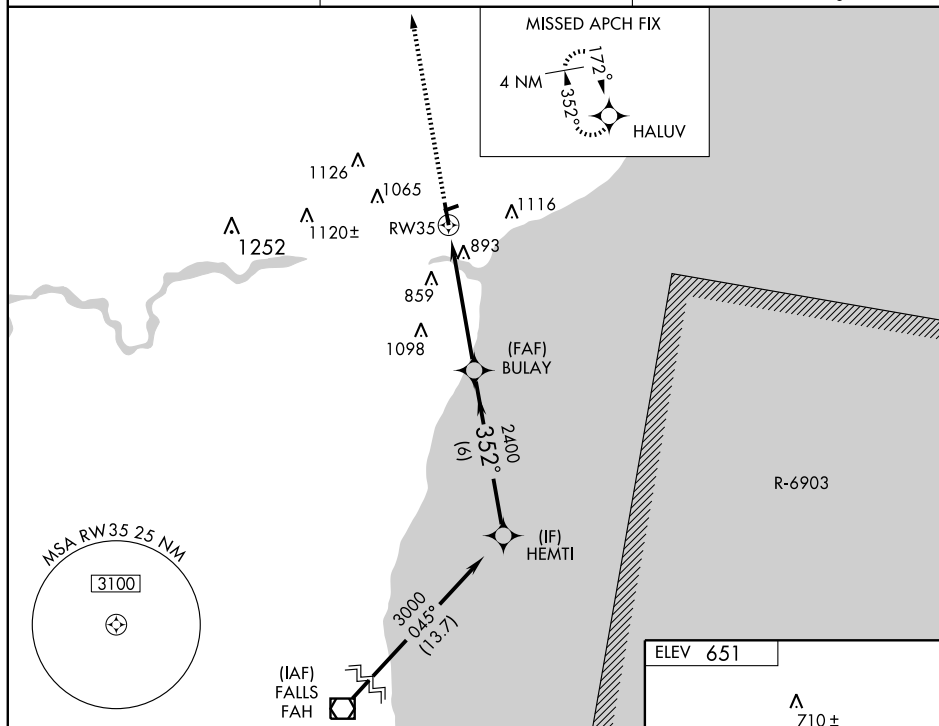 MISSED APCH FIX
4 NM
172°
352°
HALUV
1126
1065
1120±
1252
RW35
1116
893
859
1098
(FAF)
BULAY
2400
352°
(6)
R-6903
(IF)
HEMTI
MSA RW35 25 NM
3100
3000
045°
(13.7)
(IAF)
FALLS
FAH
ELEV 651
710±